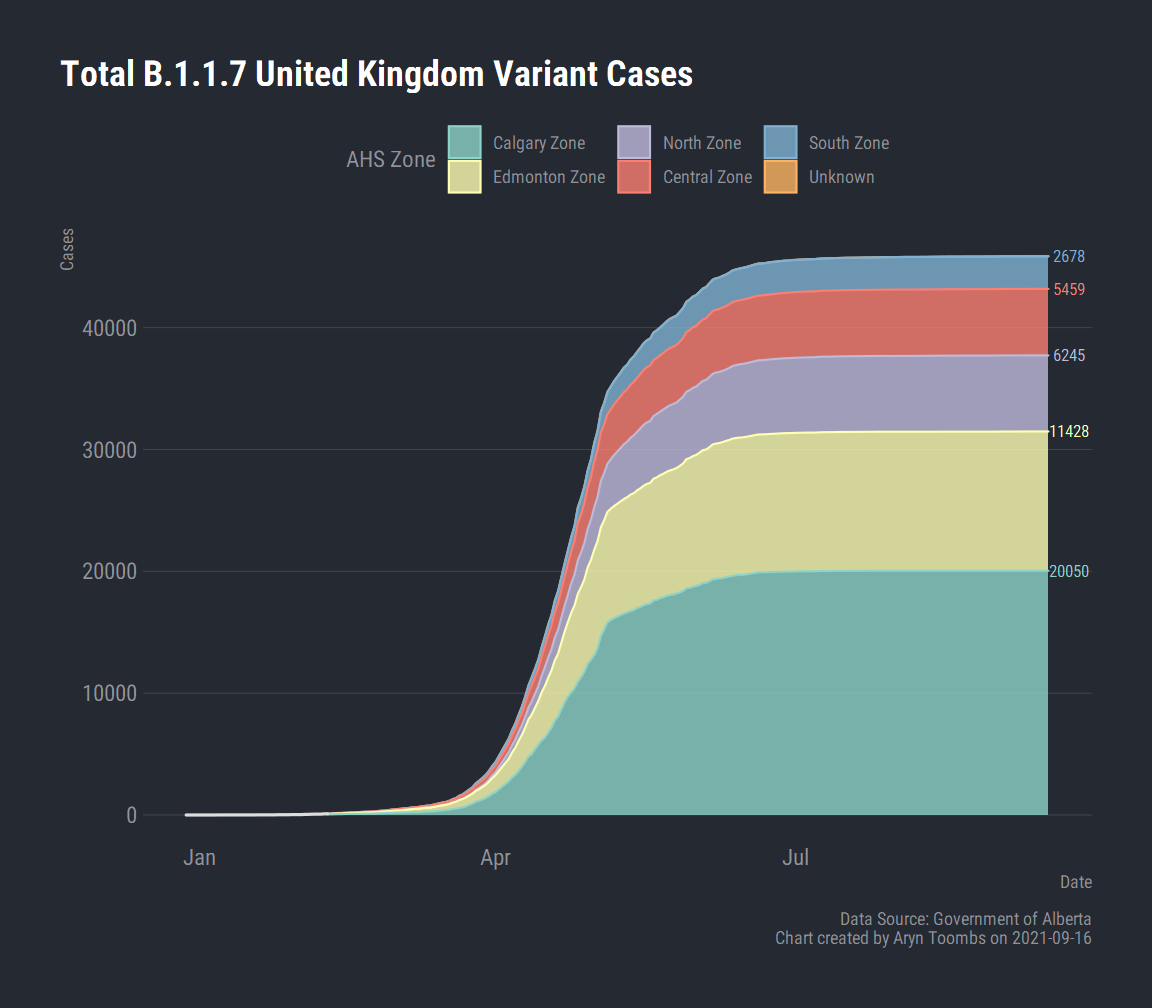 Total B.1.1.7 United Kingdom Variant Cases
AHS Zone
Calgary Zone North Zone South Zone
Edmonton Zone Central Zone Unknown
Cases
2678
5459
40000
6245
11428
30000
20000
20050
10000
0
Jan Apr Jul
Date
Data Source: Government of Alberta
Chart created by Aryn Toombs on 2021-09-16